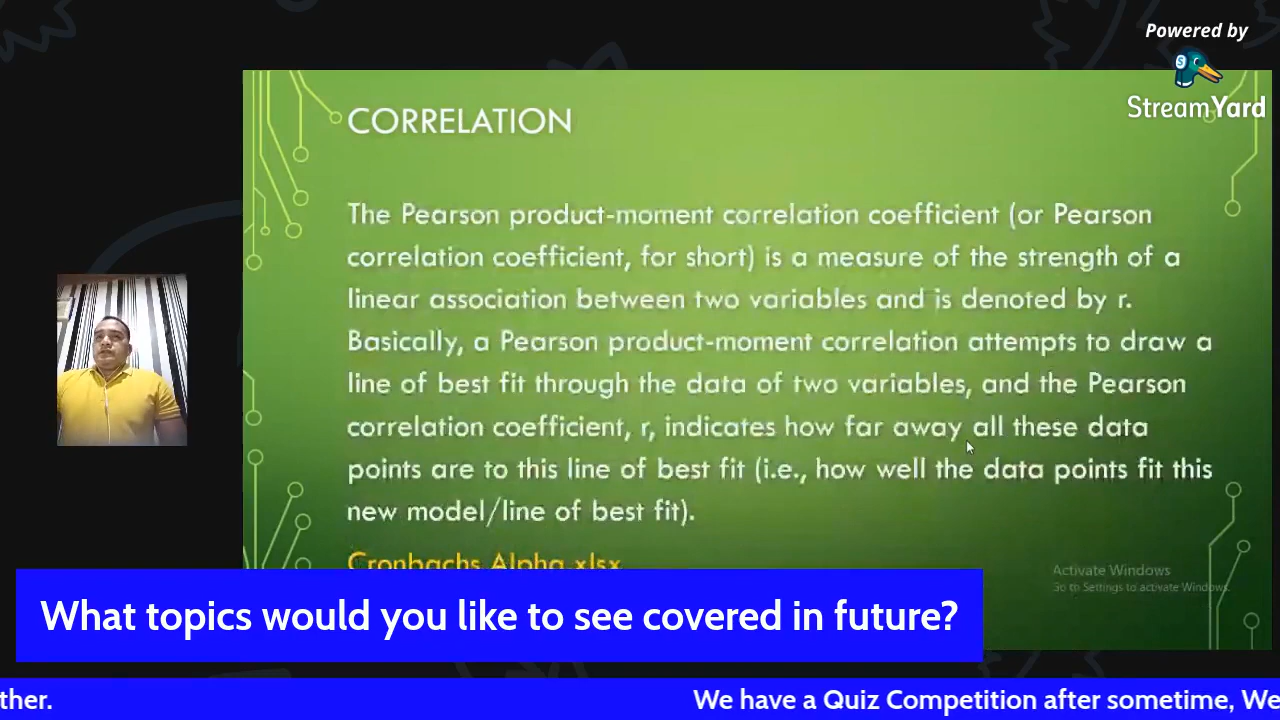 Powered by
StreamYard
CORRELATION
The Pearson product-moment correlation coefficient (or Pearson
correlation coefficient, for short) is a measure of the strength of a
linear association between two variables and is denoted by r.
Basically, a Pearson product-moment correlation attempts to draw a
line of best fit through the data of two variables, and the Pearson
correlation coefficient, r, indicates how far away all these data
points are to this line of best fit (i.e., how well the data points fit this
new model/line of best fit).
Cronbachs Alpha.xlsx
Activate Windows
Go to Settings to activate Windows.
What topics would you like to see covered in future?
ther. We have a Quiz Competition after sometime, We